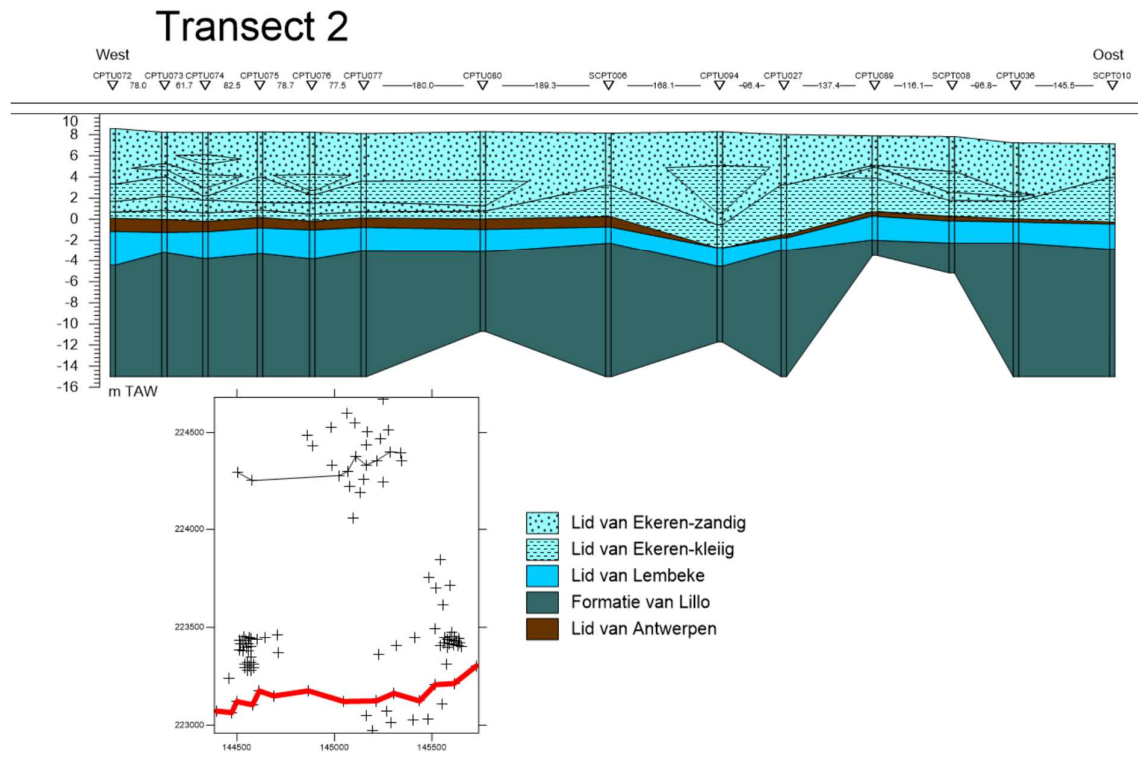 Transect 2
West
Oost
CPTU072 CPTU073 CPTU074 CPTU075 CPTU076 CPTU077 CPTU080 SCPT006 CPTU094 CPTU027 CPTU089 SCPT008 CPTU036 SCPT010
78.0 61.7 82.5 78.7 77.5 180.0 189.3 168.1 96.4 137.4 116.1 96.8 145.5
10
8
6
4
2
0
-2
-4
-6
-8
-10
-12
-14
-16
m TAW
224500
224000
223500
223000
144500 145000 145500
Lid van Ekeren-zandig
Lid van Ekeren-kleiig
Lid van Lembeke
Formatie van Lillo
Lid van Antwerpen